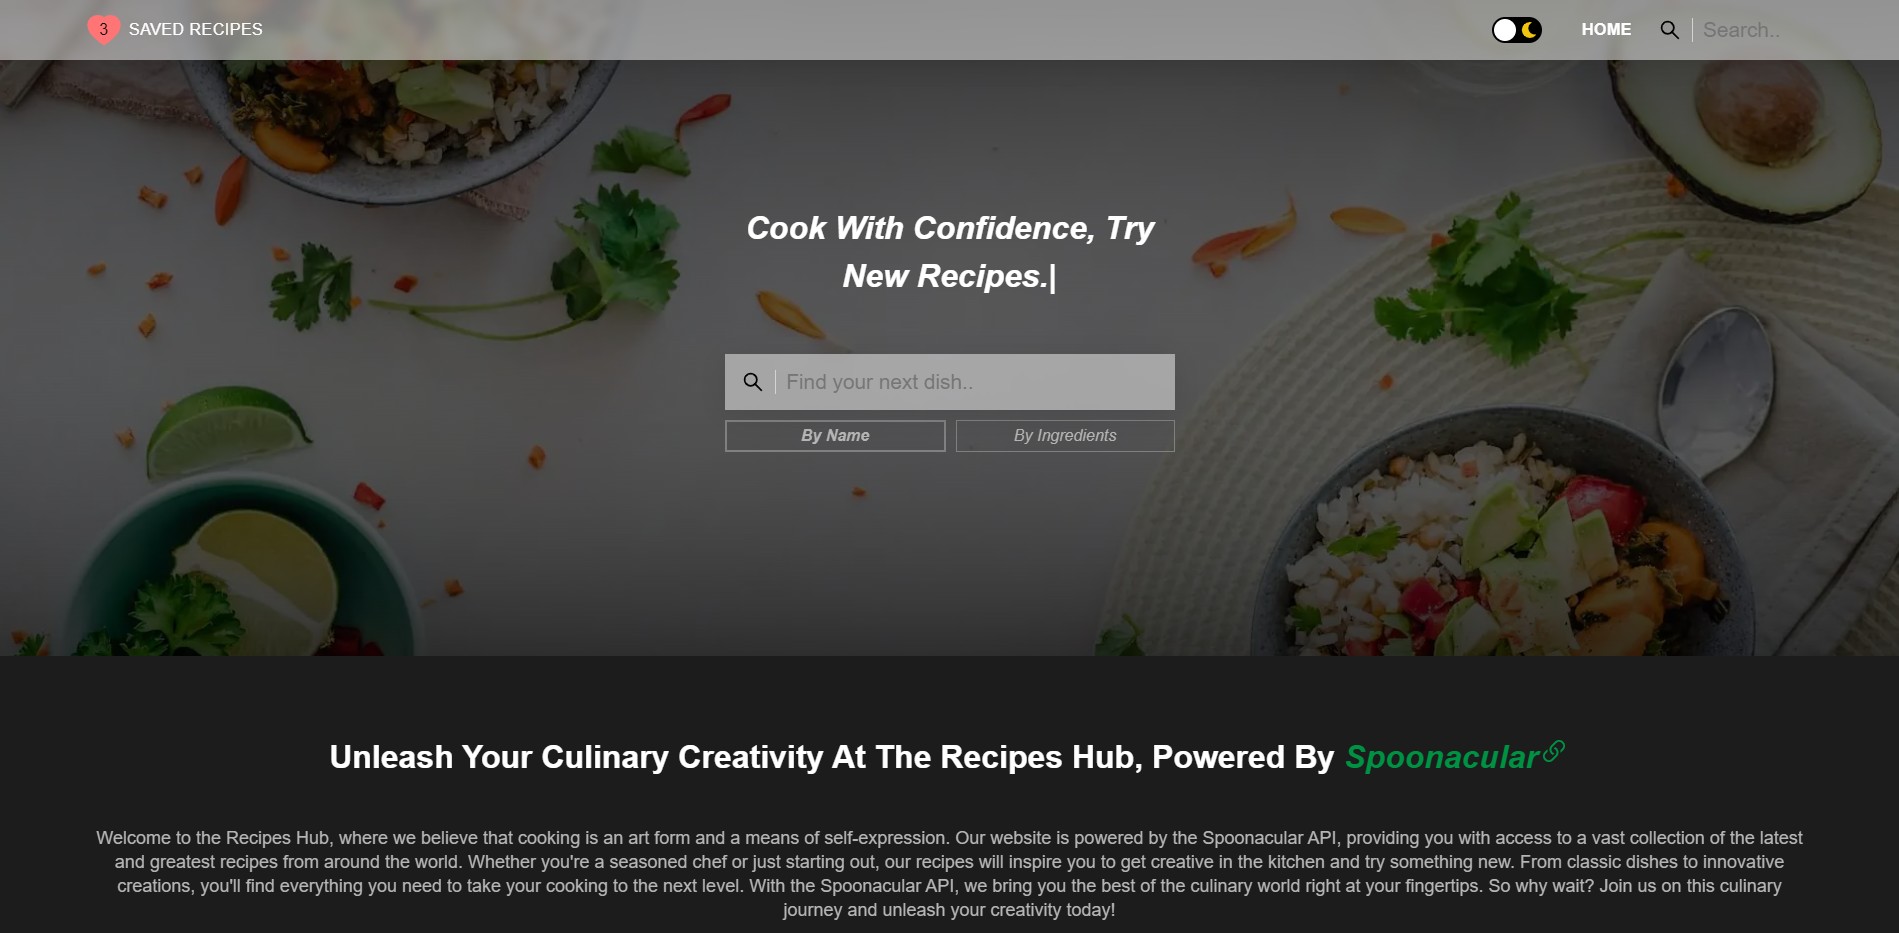 3 SAVED RECIPES HOME Search..
Cook With Confidence, Try
New Recipes.|
Find your next dish..
By Name By Ingredients
Unleash Your Culinary Creativity At The Recipes Hub, Powered By Spoonacular
Welcome to the Recipes Hub, where we believe that cooking is an art form and a means of self-expression. Our website is powered by the Spoonacular API, providing you with access to a vast collection of the latest
and greatest recipes from around the world. Whether you're a seasoned chef or just starting out, our recipes will inspire you to get creative in the kitchen and try something new. From classic dishes to innovative
creations, you'll find everything you need to take your cooking to the next level. With the Spoonacular API, we bring you the best of the culinary world right at your fingertips. So why wait? Join us on this culinary
journey and unleash your creativity today!